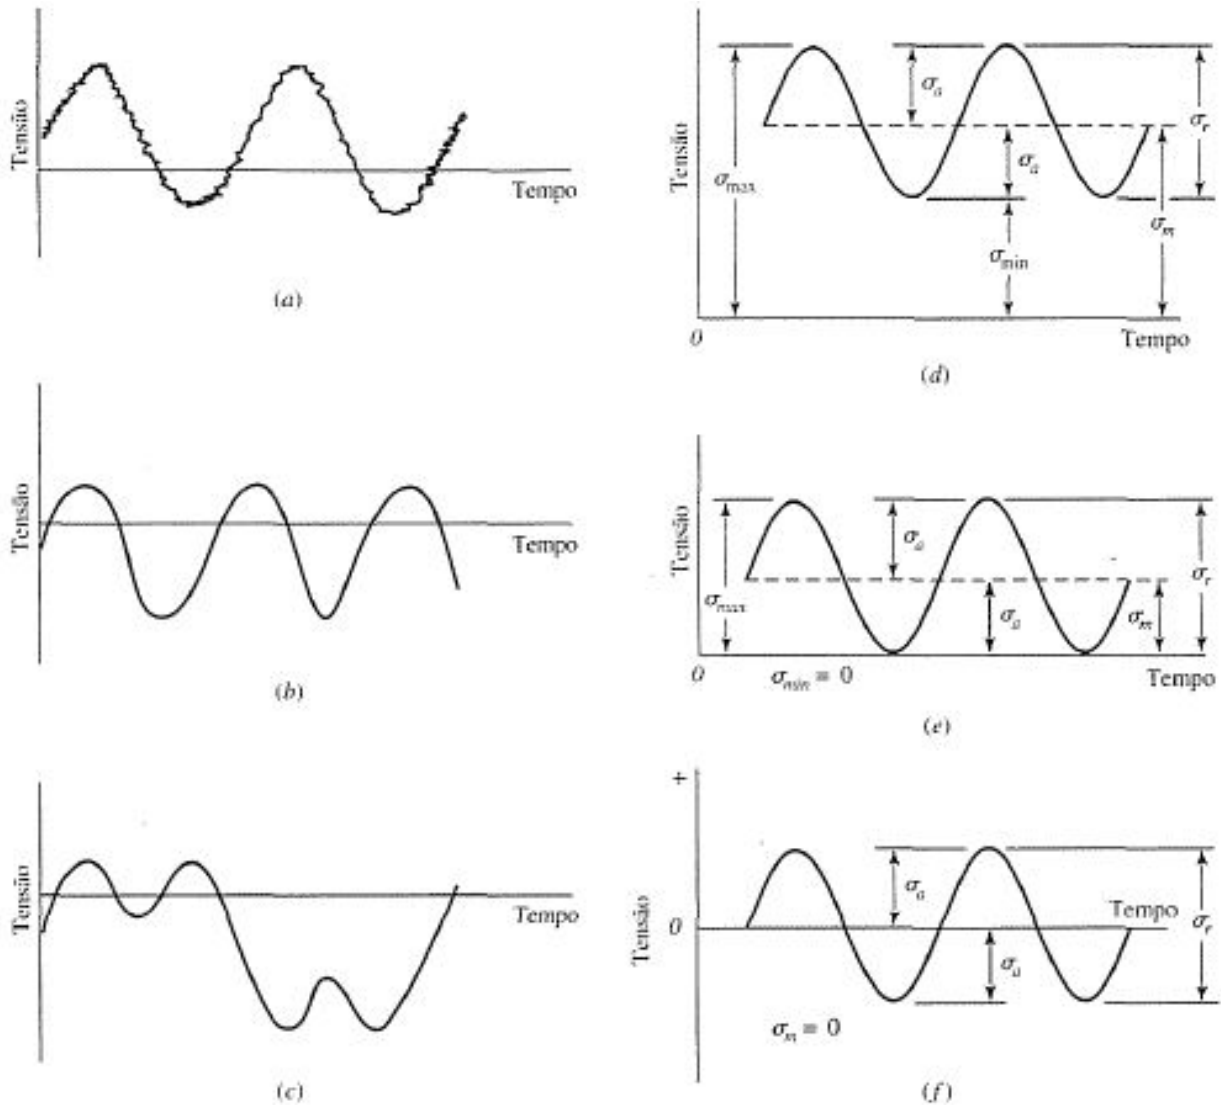 Tensão
Tempo
(a)
Tensão
Tempo
(b)
Tensão
Tempo
(c)
Tensão
σmax
σa
σa
σr
σm
σmin
0
Tempo
(d)
Tensão
σmax
σa
σa
σm
σr
0
σmin = 0
Tempo
(e)
+
Tensão
0
σa
σa
Tempo
σr
σm = 0
(f)